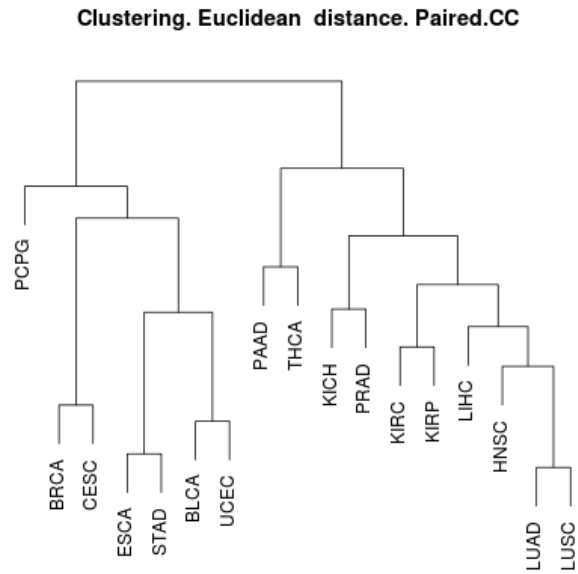 Clustering. Euclidean  distance. Paired.CC
PCPG
BRCA
CESC
ESCA
STAD
BLCA
UCEC
PAAD
THCA
KICH
PRAD
KIRC
KIRP
LIHC
HNSC
LUAD
LUSC